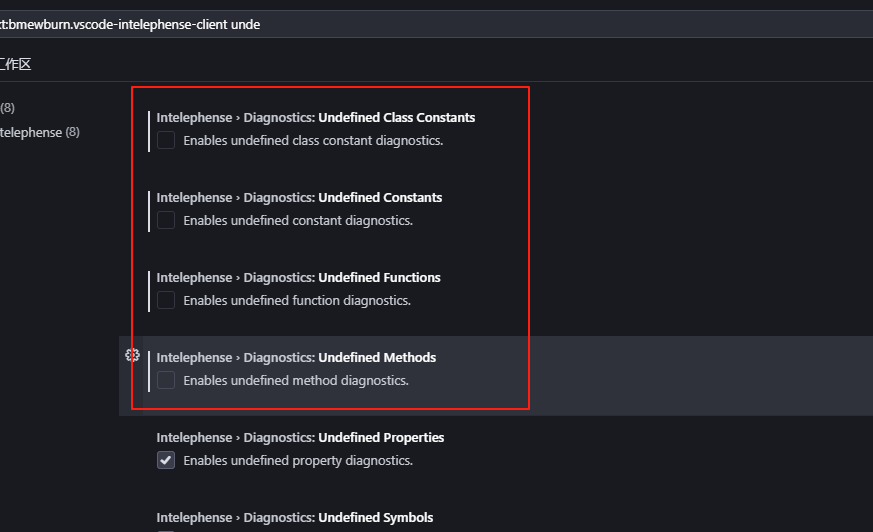 t:bmewburn.vscode-intelephense-client unde
工作区
(8)
telephense (8)
Intelephense › Diagnostics: Undefined Class Constants
Enables undefined class constant diagnostics.
Intelephense › Diagnostics: Undefined Constants
Enables undefined constant diagnostics.
Intelephense › Diagnostics: Undefined Functions
Enables undefined function diagnostics.
Intelephense › Diagnostics: Undefined Methods
Enables undefined method diagnostics.
Intelephense › Diagnostics: Undefined Properties
Enables undefined property diagnostics.
Intelephense › Diagnostics: Undefined Symbols